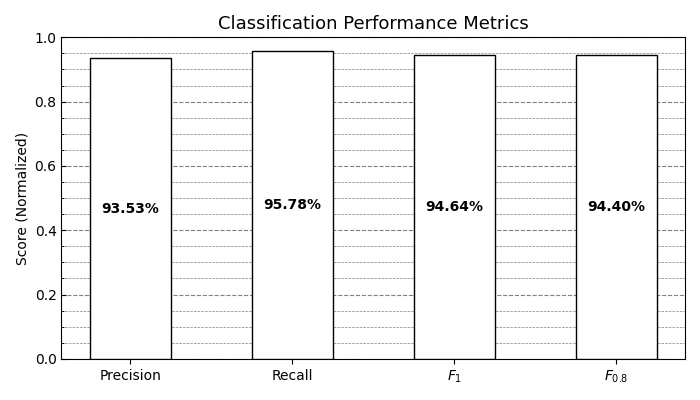 Classification Performance Metrics
Score (Normalized)
1.0
0.8
0.6
0.4
0.2
0.0
93.53%
95.78%
94.64%
94.40%
Precision
Recall
F₁
F₀.₈